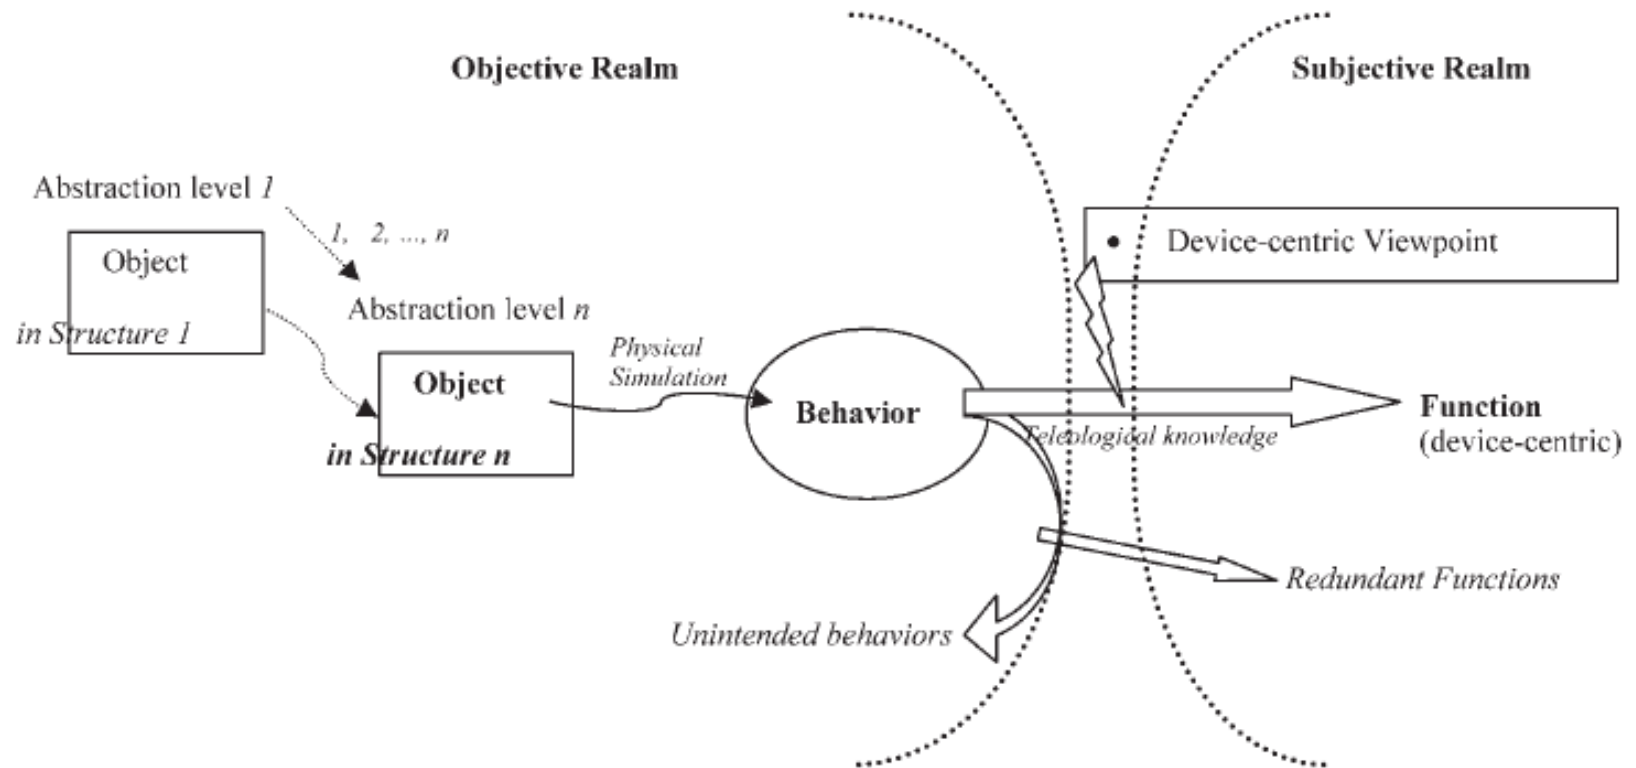 Objective Realm
Subjective Realm
Abstraction level 1
1, 2, ..., n
Object
in Structure 1
Abstraction level n
Object
in Structure n
Physical
Simulation
Behavior
Device-centric Viewpoint
Teleological knowledge
Function
(device-centric)
Redundant Functions
Unintended behaviors